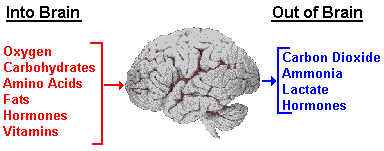 Into Brain
Oxygen
Carbohydrates
Amino Acids
Fats
Hormones
Vitamins
Out of Brain
Carbon Dioxide
Ammonia
Lactate
Hormones